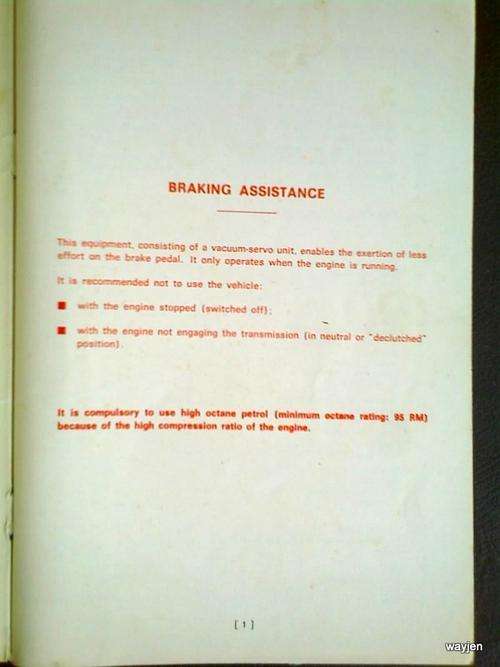 BRAKING ASSISTANCE
This equipment, consisting of a vacuum-servo unit, enables the exertion of less
effort on the brake pedal. It only operates when the engine is running.
It is recommended not to use the vehicle:
■ with the engine stopped (switched off);
■ with the engine not engaging the transmission (in neutral or "declutched"
position).
It is compulsory to use high octane petrol (minimum octane rating: 95 RM)
because of the high compression ratio of the engine.
[ 1 ]
wayjen